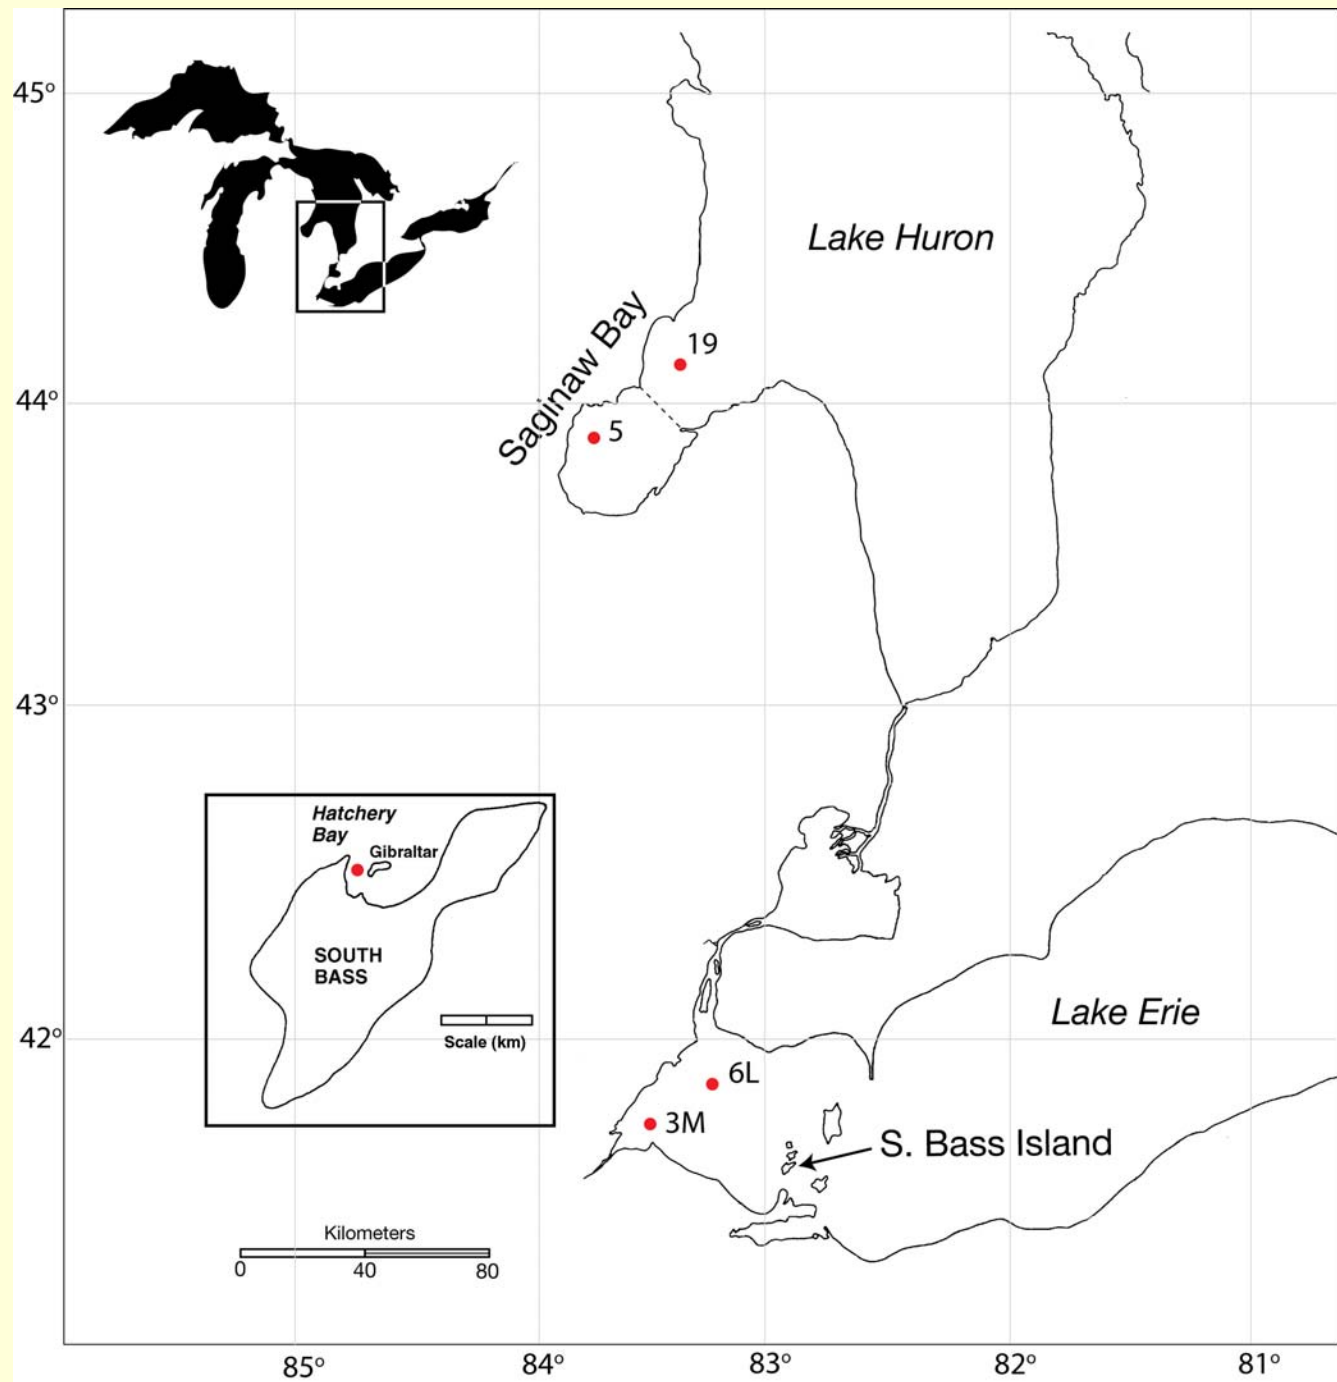 45°
Lake Huron
Saginaw Bay
19
44°
5
43°
Hatchery
Bay
Gibraltar
SOUTH
BASS
Scale (km)
Lake Erie
42°
6L
3M
S. Bass Island
Kilometers
0 40 80
85° 84° 83° 82° 81°